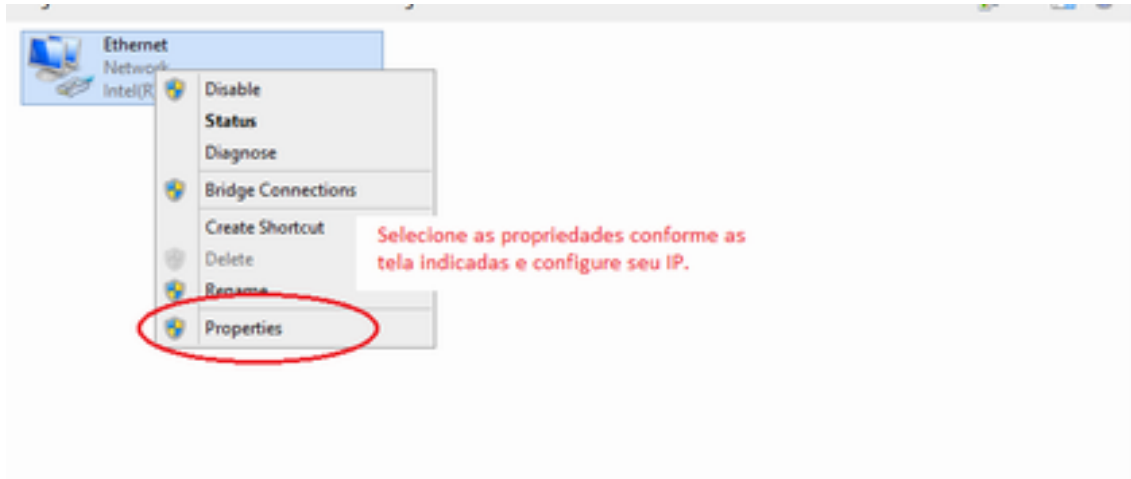 Ethernet
Network
Intel(R
Disable
Status
Diagnose
Bridge Connections
Create Shortcut
Delete
Rename
Properties
Selecione as propriedades conforme as
tela indicadas e configure seu IP.